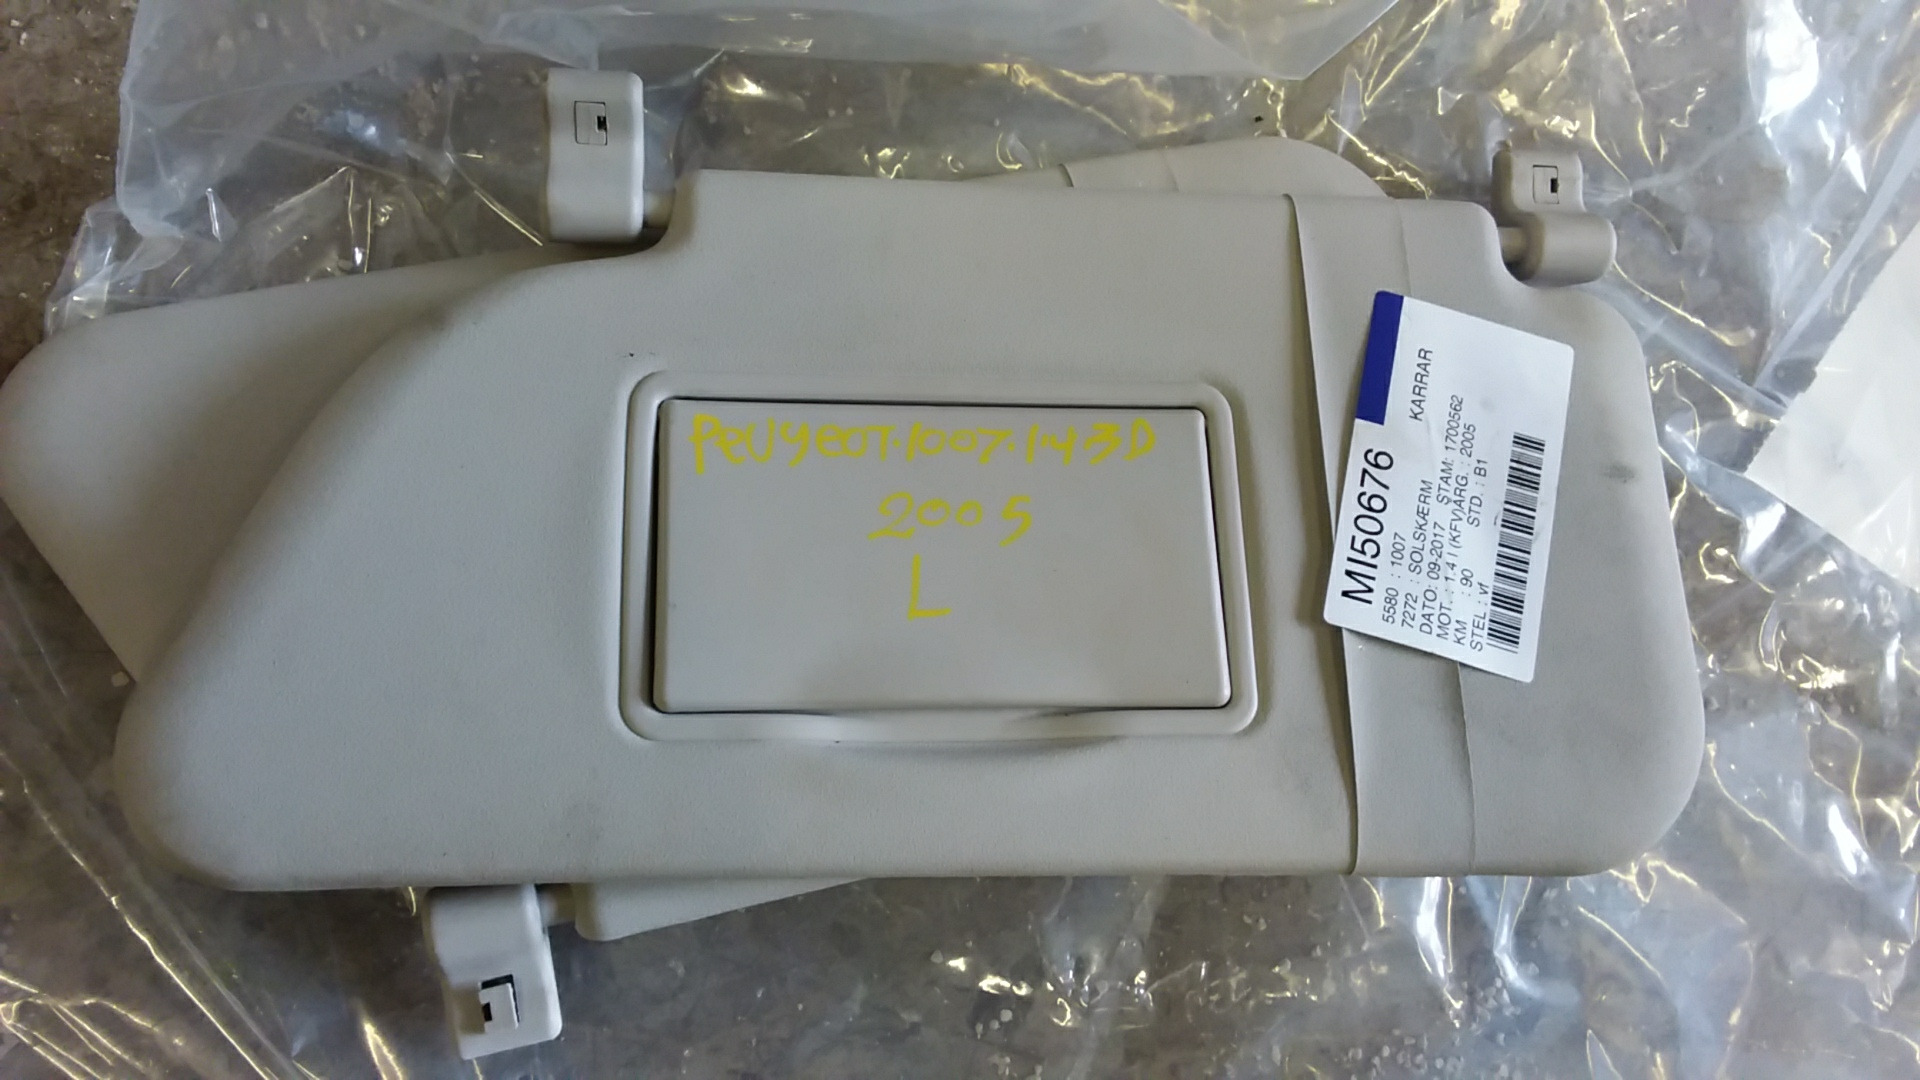 PeUyeOT.1007.1.4 3D
2005
L
MI50676 KARRAR
5580 : 1007
7272 : SOLSKÆRM
DATO: 09-2017 STAM: 1700562
MOT. : 1.4 I (KFV)ÅRG. : 2005
KM : 90 STD. : B1
STEL : vf